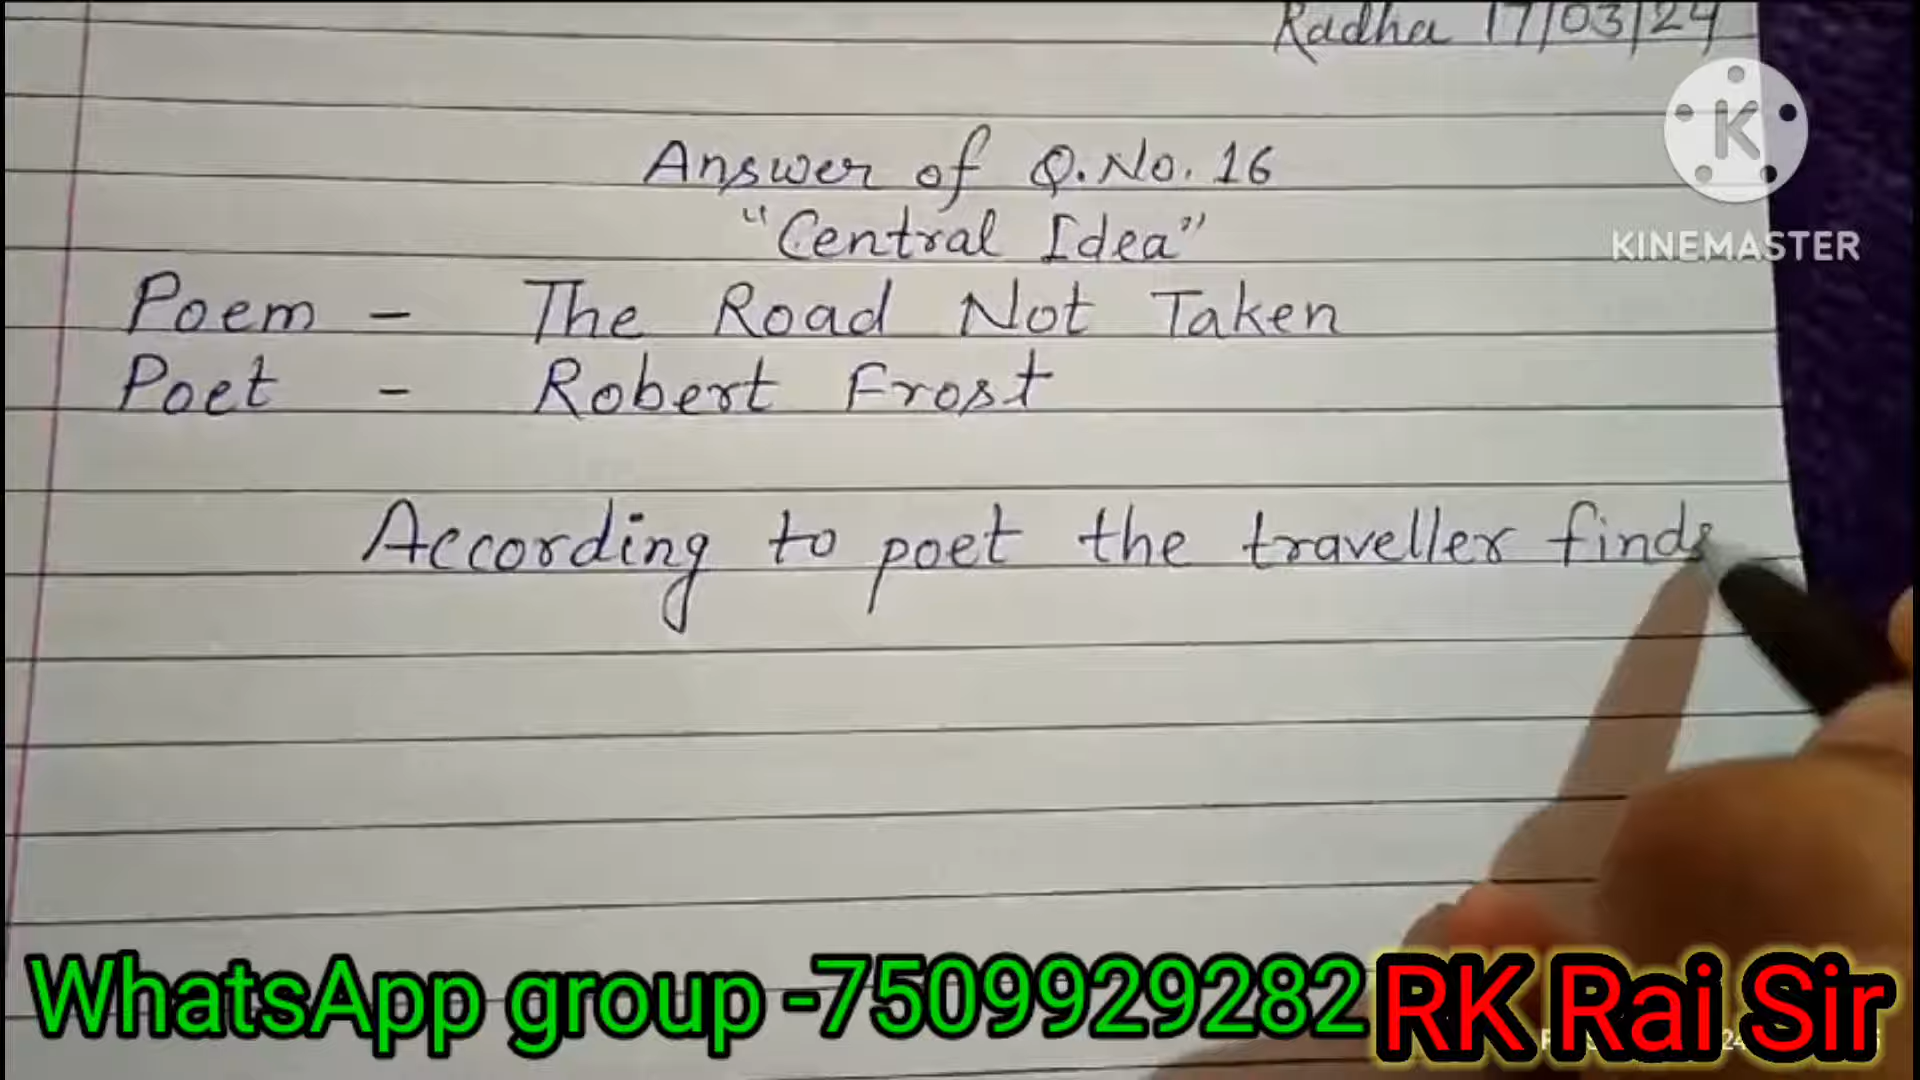 Radha 17/03/24
K
KINEMASTER
Answer of Q.No. 16
"Central Idea"
Poem - The Road Not Taken
Poet - Robert Frost
According to poet the traveller finds
WhatsApp group -7509929282 RK Rai Sir